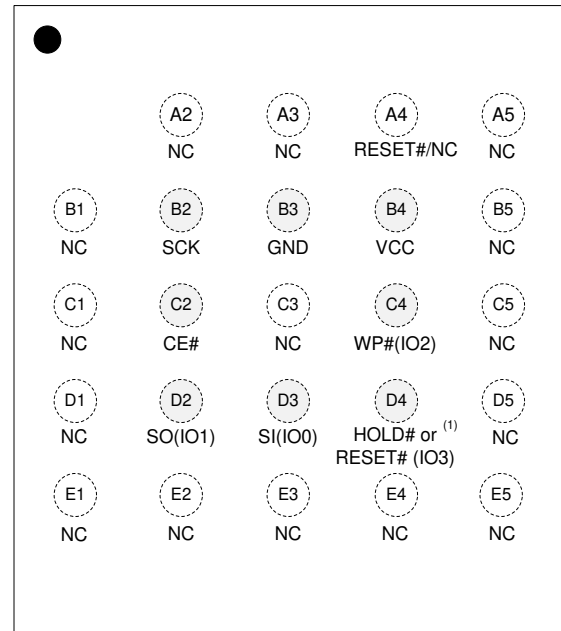 A2 A3 A4 A5
NC NC RESET#/NC NC
B1 B2 B3 B4 B5
NC SCK GND VCC NC
C1 C2 C3 C4 C5
NC CE# NC WP#(IO2) NC
D1 D2 D3 D4 D5
NC SO(IO1) SI(IO0) HOLD# or (1) NC
RESET# (IO3)
E1 E2 E3 E4 E5
NC NC NC NC NC